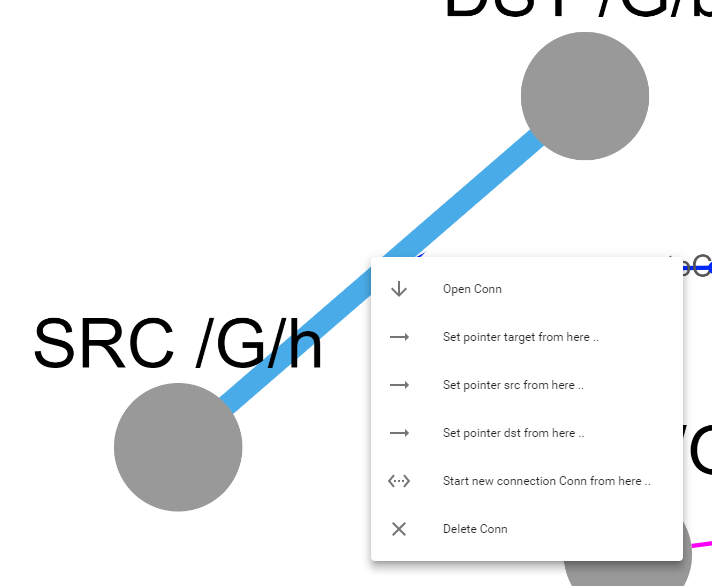 DST /G/b
SRC /G/h
Open Conn
Set pointer target from here ..
Set pointer src from here ..
Set pointer dst from here ..
Start new connection Conn from here ..
Delete Conn